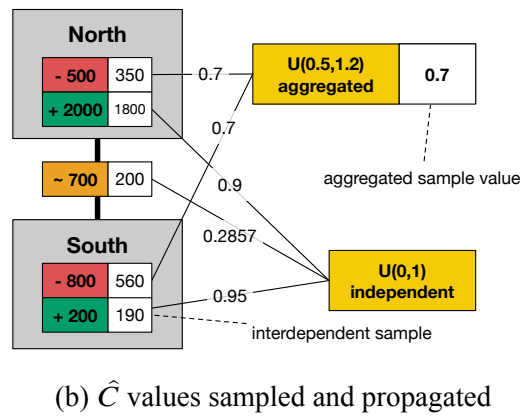 North
- 500 350
+ 2000 1800
~ 700 200
South
- 800 560
+ 200 190
0.7
0.7
0.9
0.2857
0.95
U(0.5,1.2)
aggregated
0.7
aggregated sample value
U(0,1)
independent
interdependent sample
(b) Ĉ values sampled and propagated